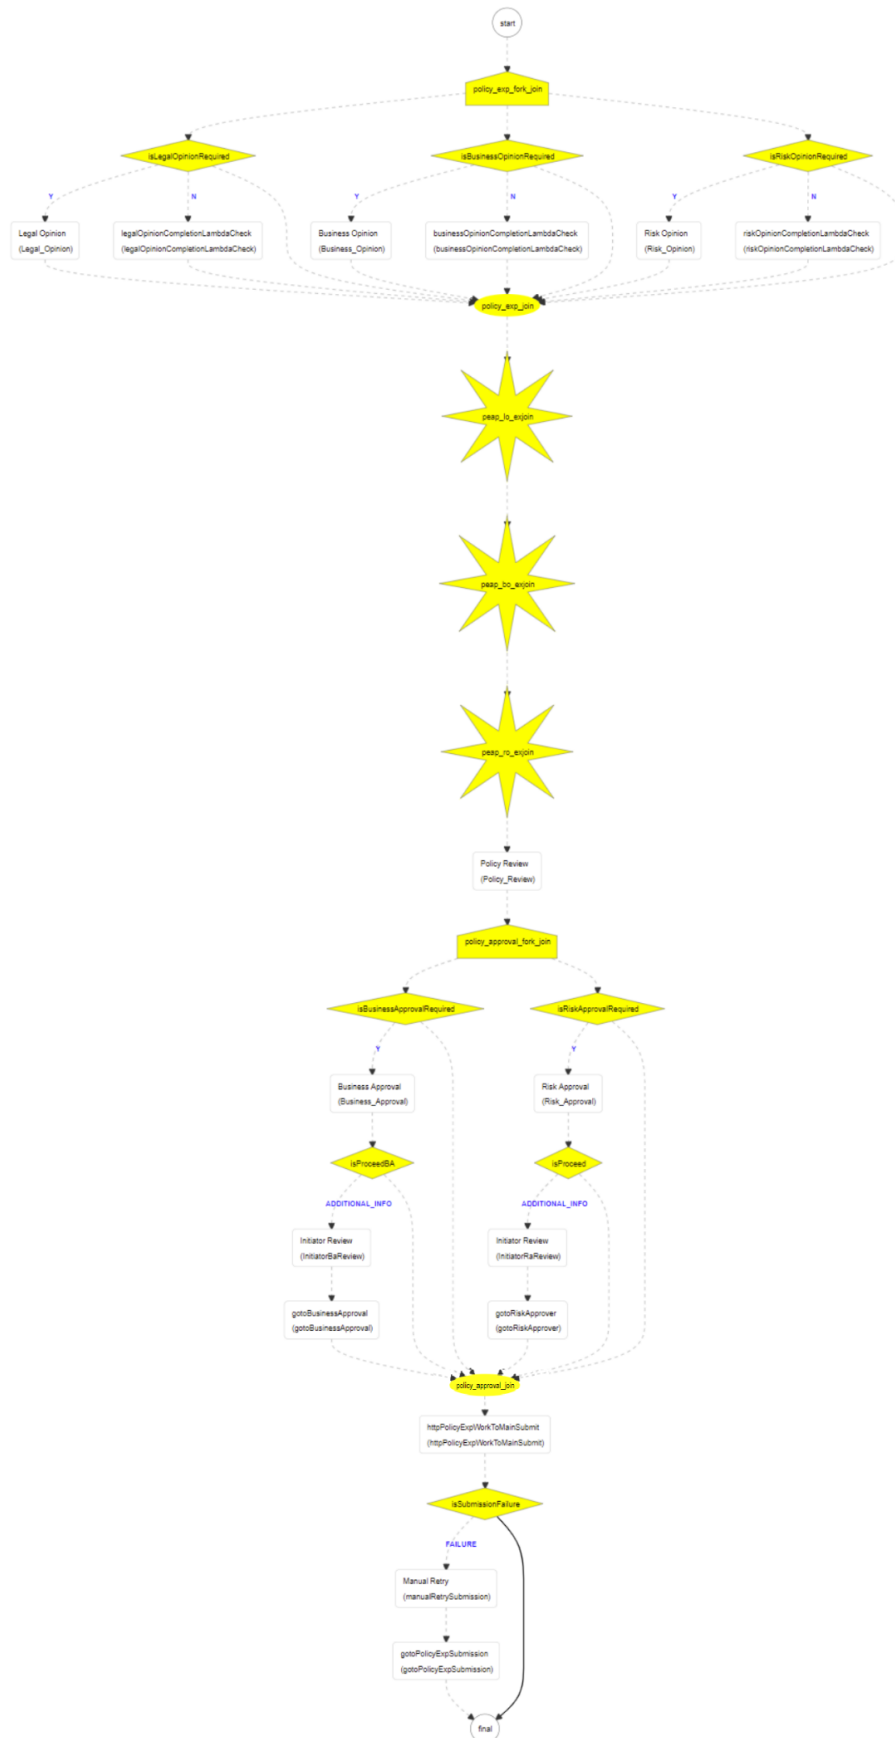 start
policy_exp_fork_join
isLegalOpinionRequired
isBusinessOpinionRequired
isRiskOpinionRequired
Y
N
Y
N
Y
N
Legal Opinion
(Legal_Opinion)
legalOpinionCompletionLambdaCheck
(legalOpinionCompletionLambdaCheck)
Business Opinion
(Business_Opinion)
businessOpinionCompletionLambdaCheck
(businessOpinionCompletionLambdaCheck)
Risk Opinion
(Risk_Opinion)
riskOpinionCompletionLambdaCheck
(riskOpinionCompletionLambdaCheck)
policy_exp_join
peap_lo_exjoin
peap_bo_exjoin
peap_ro_exjoin
Policy Review
(Policy_Review)
policy_approval_fork_join
isBusinessApprovalRequired
isRiskApprovalRequired
Y
Y
Business Approval
(Business_Approval)
Risk Approval
(Risk_Approval)
isProceedBA
isProceed
ADDITIONAL_INFO
ADDITIONAL_INFO
Initiator Review
(InitiatorBaReview)
Initiator Review
(InitiatorRaReview)
gotoBusinessApproval
(gotoBusinessApproval)
gotoRiskApprover
(gotoRiskApprover)
policy_approval_join
httpPolicyExpWorkToMainSubmit
(httpPolicyExpWorkToMainSubmit)
isSubmissionFailure
FAILURE
Manual Retry
(manualRetrySubmission)
gotoPolicyExpSubmission
(gotoPolicyExpSubmission)
final